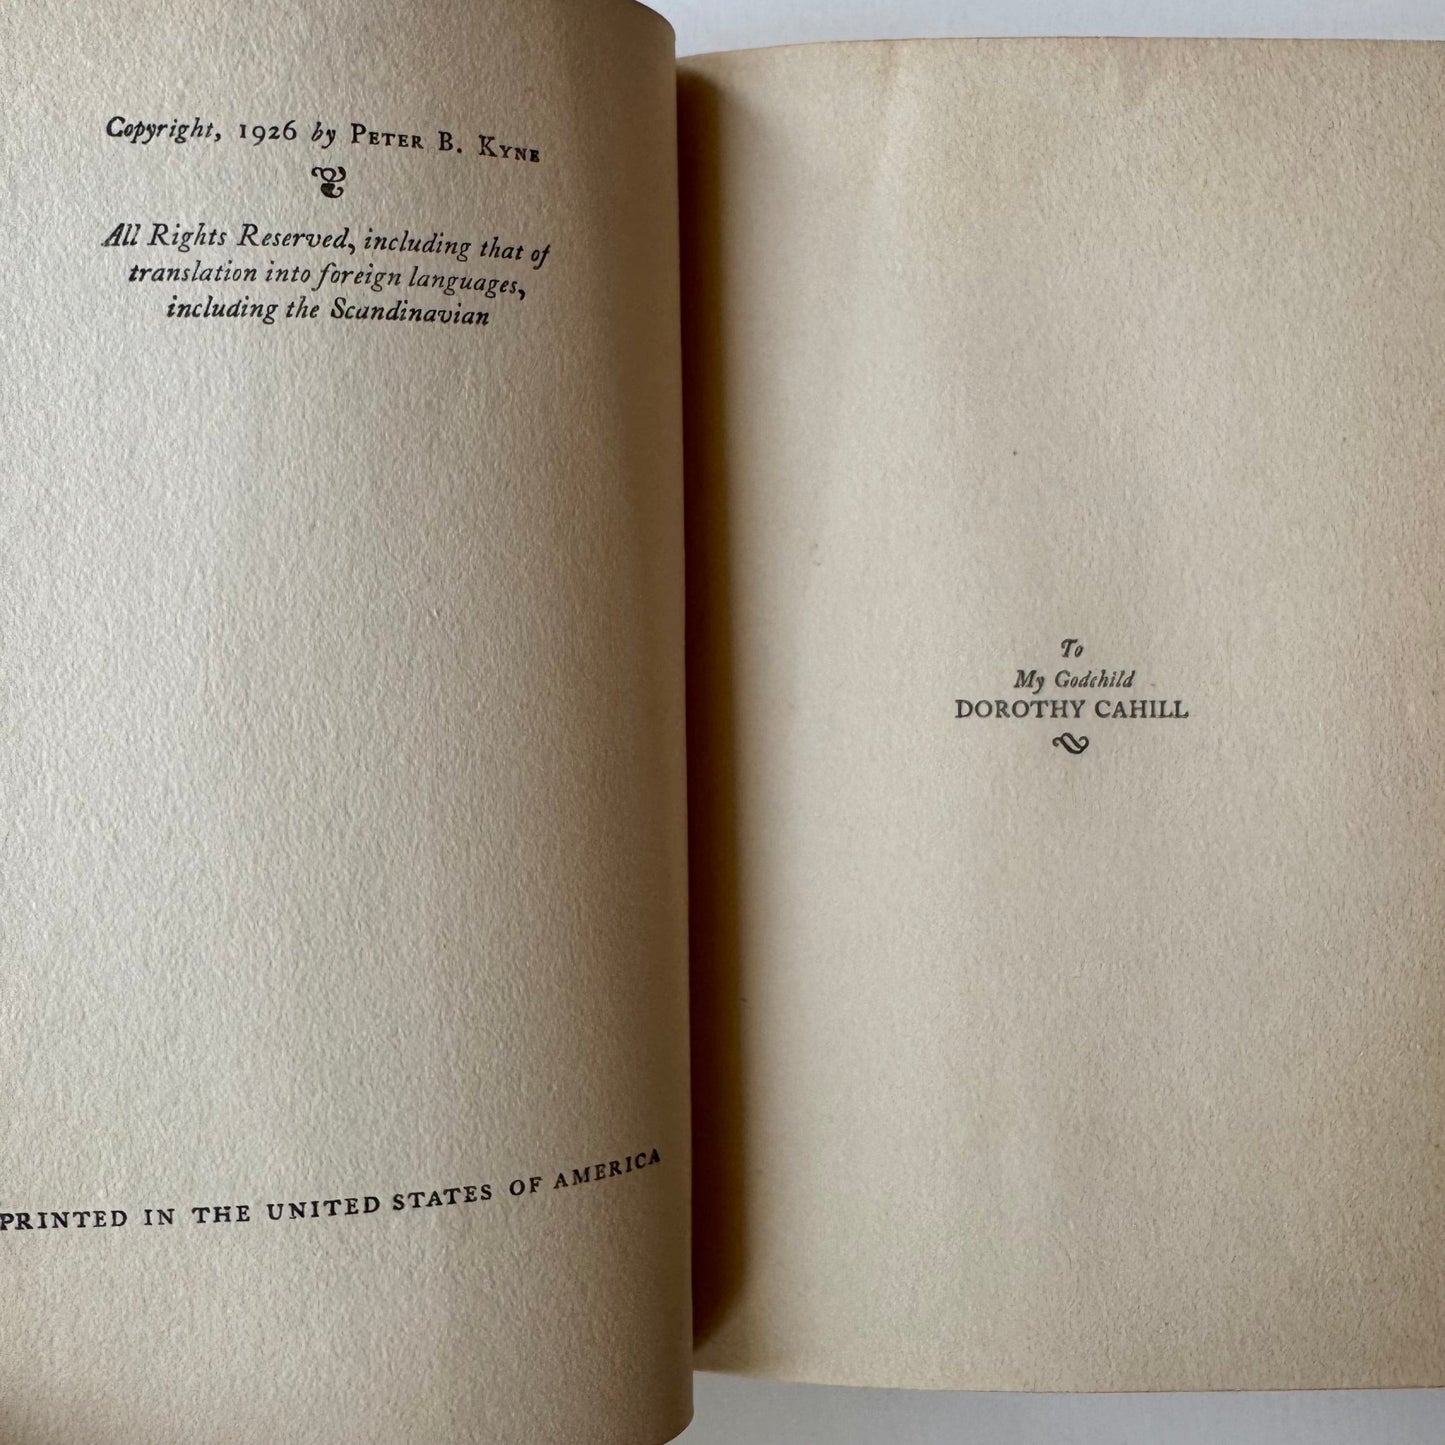 Copyright, 1926 by PETER B. KYNE
All Rights Reserved, including that of
translation into foreign languages,
including the Scandinavian
PRINTED IN THE UNITED STATES OF AMERICA
To
My Godchild
DOROTHY CAHILL